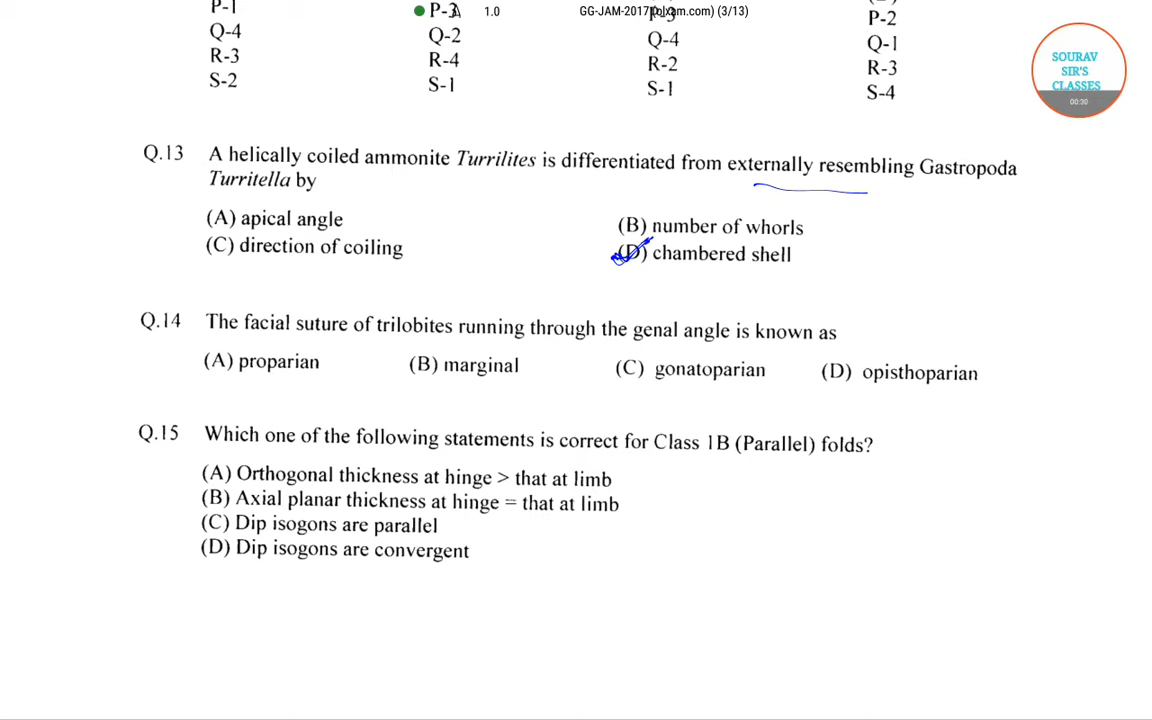 P-1 P-3 1.0 GG-JAM-2017 (3/13) P-2
Q-4 Q-2 Q-4 Q-1
R-3 R-4 R-2 R-3
S-2 S-1 S-1 S-4
SOURAV
SIR'S
CLASSES
00:30
Q.13 A helically coiled ammonite Turrilites is differentiated from externally resembling Gastropoda
Turritella by
(A) apical angle (B) number of whorls
(C) direction of coiling (D) chambered shell
Q.14 The facial suture of trilobites running through the genal angle is known as
(A) proparian (B) marginal (C) gonatoparian (D) opisthoparian
Q.15 Which one of the following statements is correct for Class 1B (Parallel) folds?
(A) Orthogonal thickness at hinge > that at limb
(B) Axial planar thickness at hinge = that at limb
(C) Dip isogons are parallel
(D) Dip isogons are convergent